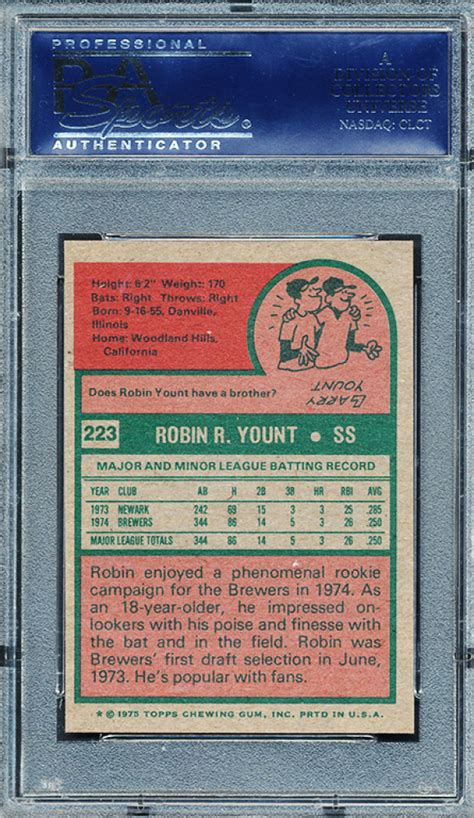 PROFESSIONAL
PSA
Sports
AUTHENTICATOR
A
DIVISION OF
COLLECTORS
UNIVERSE
NASDAQ: CLCT
Height: 6'2" Weight: 170
Bats: Right Throws: Right
Born: 9-16-55, Danville,
Illinois
Home: Woodland Hills,
California
GARRY
YOUNT
Does Robin Yount have a brother?
223 ROBIN R. YOUNT • SS
MAJOR AND MINOR LEAGUE BATTING RECORD
YEAR CLUB AB H 2B 3B HR RBI AVG
1973 NEWARK 242 69 15 3 3 25 .285
1974 BREWERS 344 86 14 5 3 26 .250
MAJOR LEAGUE TOTALS 344 86 14 5 3 26 .250
Robin enjoyed a phenomenal rookie
campaign for the Brewers in 1974. As
an 18-year-older, he impressed on-
lookers with his poise and finesse with
the bat and in the field. Robin was
Brewers' first draft selection in June,
1973. He's popular with fans.
* © 1975 TOPPS CHEWING GUM, INC. PRTD IN U.S.A.